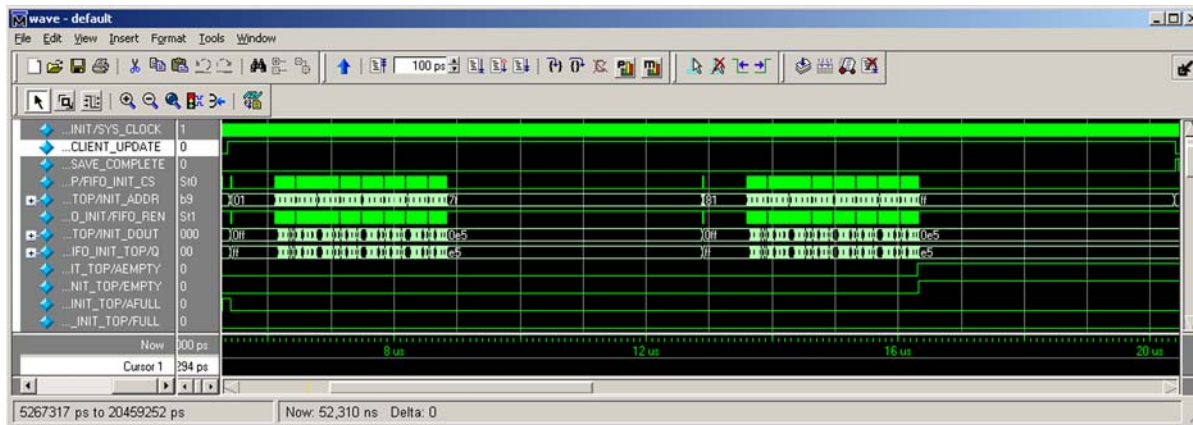 wave - default
File Edit View Insert Format Tools Window
100 ps
...INIT/SYS_CLOCK 1
...CLIENT_UPDATE 0
...SAVE_COMPLETE 0
...P/FIFO_INIT_CS St0
...TOP/INIT_ADDR b9 01 7f 81 ff
...O_INIT/FIFO_REN St1
...TOP/INIT_DOUT 000 0ff 0e5 0ff 0e5
...IFO_INIT_TOP/Q 00 ff e5 ff e5
...IT_TOP/AEMPTY 0
...NIT_TOP/EMPTY 0
...INIT_TOP/AFULL 0
..._INIT_TOP/FULL 0
Now 000 ps 8 us 12 us 16 us 20 us
Cursor 1 294 ps
5267317 ps to 20459252 ps Now: 52,310 ns Delta: 0